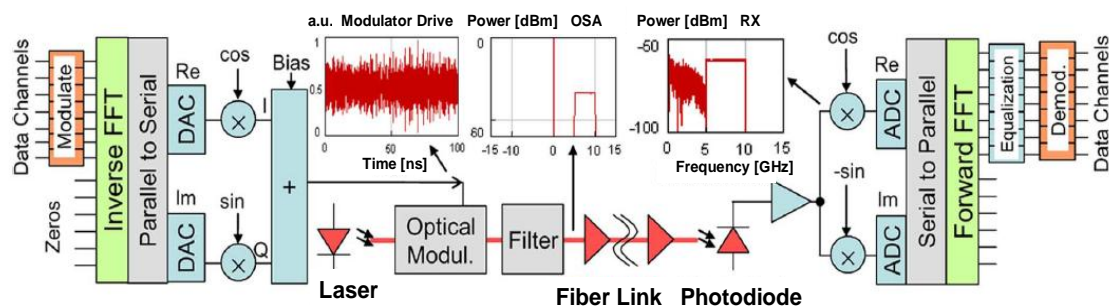 a.u. Modulator Drive
Power [dBm] OSA
Power [dBm] RX
Data Channels
Modulate
Zeros
Inverse FFT
Parallel to Serial
Re
DAC
Im
DAC
cos
×
I
sin
×
Q
Bias
+
1
0.5
0
0
100
Time [ns]
0
60
-15 -10
0
10
15
-50
-100
0
5
10
15
Frequency [GHz]
Laser
Optical
Modul.
Filter
Fiber Link
Photodiode
cos
×
-sin
×
Re
ADC
Im
ADC
Serial to Parallel
Forward FFT
Equalization
Demod.
Data Channels